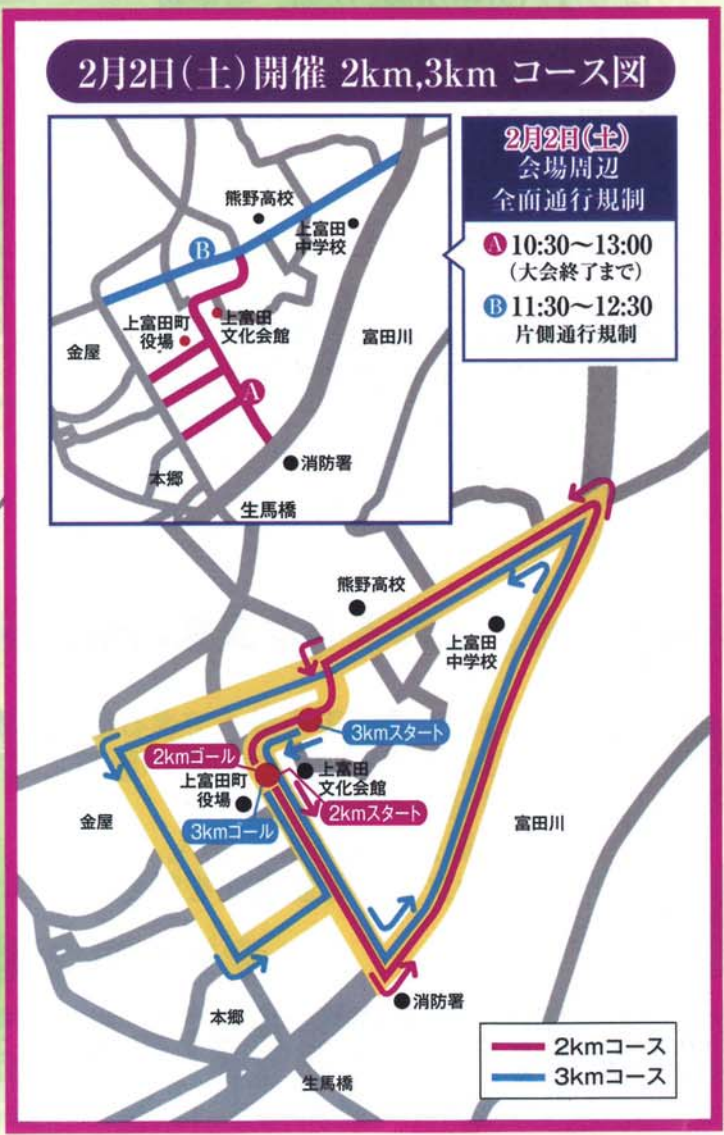 2月2日(土)開催 2km,3km コース図
2月2日(土)
会場周辺
全面通行規制
A 10:30〜13:00
(大会終了まで)
B 11:30〜12:30
片側通行規制
熊野高校
上富田
中学校
B
上富田町
役場
上富田
文化会館
金屋
富田川
A
消防署
本郷
生馬橋
熊野高校
上富田
中学校
3kmスタート
2kmゴール
上富田町
役場
上富田
文化会館
2kmスタート
3kmゴール
金屋
富田川
消防署
本郷
生馬橋
2kmコース
3kmコース